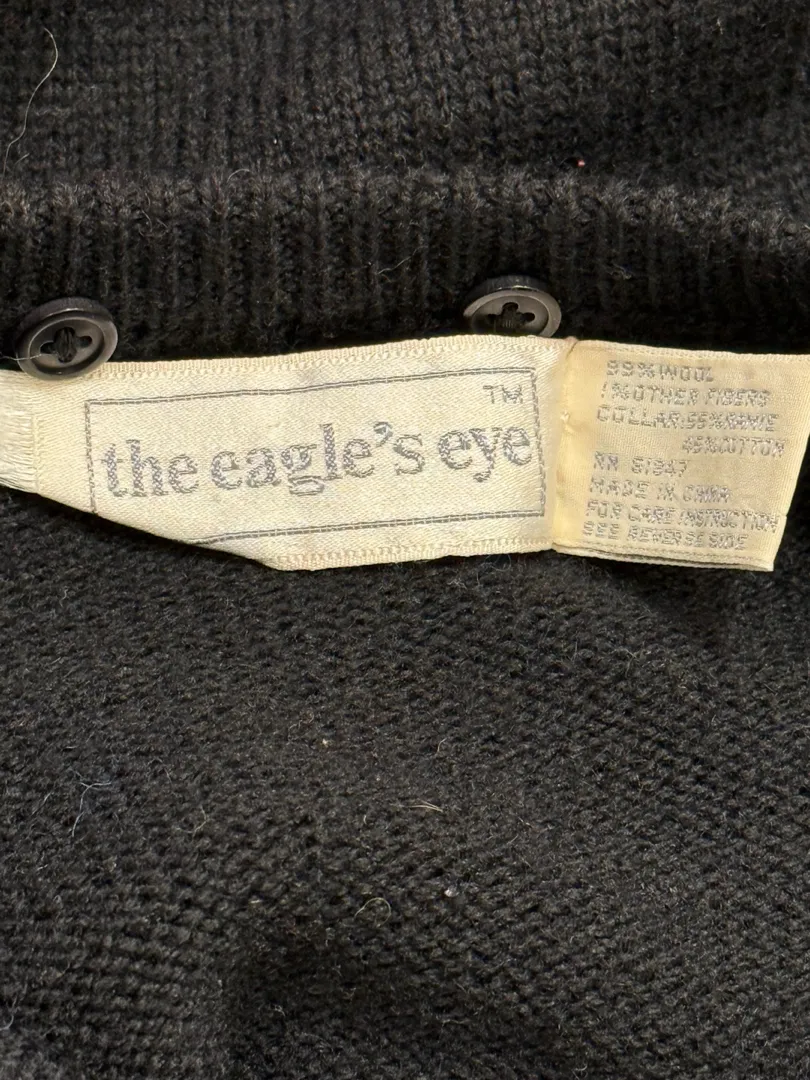 TM
the eagle's eye
99% WOOL
1% OTHER FIBERS
COLLAR: 55% RAMIE
45% COTTON
RN 51947
MADE IN CHINA
FOR CARE INSTRUCTION
SEE REVERSE SIDE